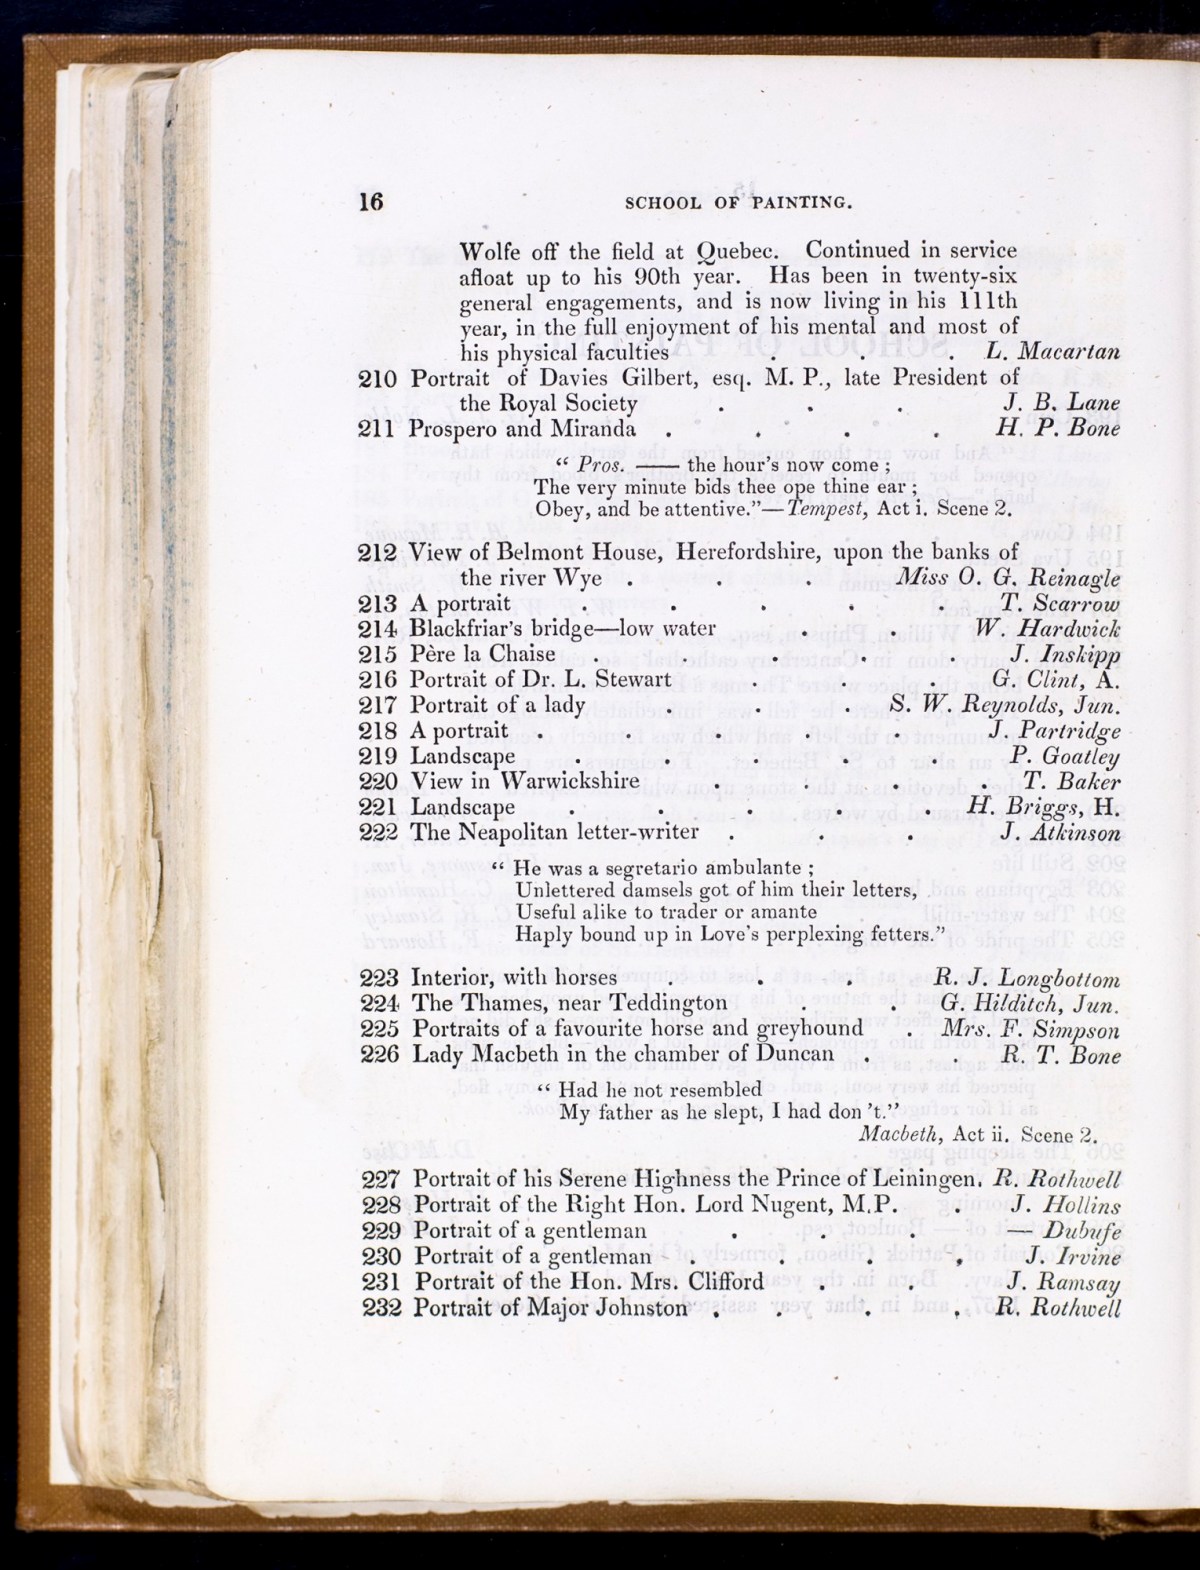 16 SCHOOL OF PAINTING.
Wolfe off the field at Quebec. Continued in service
afloat up to his 90th year. Has been in twenty-six
general engagements, and is now living in his 111th
year, in the full enjoyment of his mental and most of
his physical faculties . . . L. Macartan
210 Portrait of Davies Gilbert, esq. M. P., late President of
the Royal Society . . . J. B. Lane
211 Prospero and Miranda . . . . H. P. Bone
“ Pros. —— the hour's now come ;
The very minute bids thee ope thine ear ;
Obey, and be attentive.”—Tempest, Act i. Scene 2.
212 View of Belmont House, Herefordshire, upon the banks of
the river Wye . . . Miss O. G. Reinagle
213 A portrait . . . . . T. Scarrow
214 Blackfriar's bridge—low water . . W. Hardwick
215 Père la Chaise . . . . J. Inskipp
216 Portrait of Dr. L. Stewart . . . G. Clint, A.
217 Portrait of a lady . . . S. W. Reynolds, Jun.
218 A portrait . . . . . J. Partridge
219 Landscape . . . . . P. Goatley
220 View in Warwickshire . . . . T. Baker
221 Landscape . . . . . H. Briggs, H.
222 The Neapolitan letter-writer . . . J. Atkinson
“ He was a segretario ambulante ;
Unlettered damsels got of him their letters,
Useful alike to trader or amante
Haply bound up in Love's perplexing fetters.”
223 Interior, with horses . . . R. J. Longbottom
224 The Thames, near Teddington . . G. Hilditch, Jun.
225 Portraits of a favourite horse and greyhound . Mrs. F. Simpson
226 Lady Macbeth in the chamber of Duncan . . R. T. Bone
“ Had he not resembled
My father as he slept, I had don 't.”
Macbeth, Act ii. Scene 2.
227 Portrait of his Serene Highness the Prince of Leiningen. R. Rothwell
228 Portrait of the Right Hon. Lord Nugent, M.P. . J. Hollins
229 Portrait of a gentleman . . . — Dubufe
230 Portrait of a gentleman . . . . J. Irvine
231 Portrait of the Hon. Mrs. Clifford . . J. Ramsay
232 Portrait of Major Johnston . . . . R. Rothwell